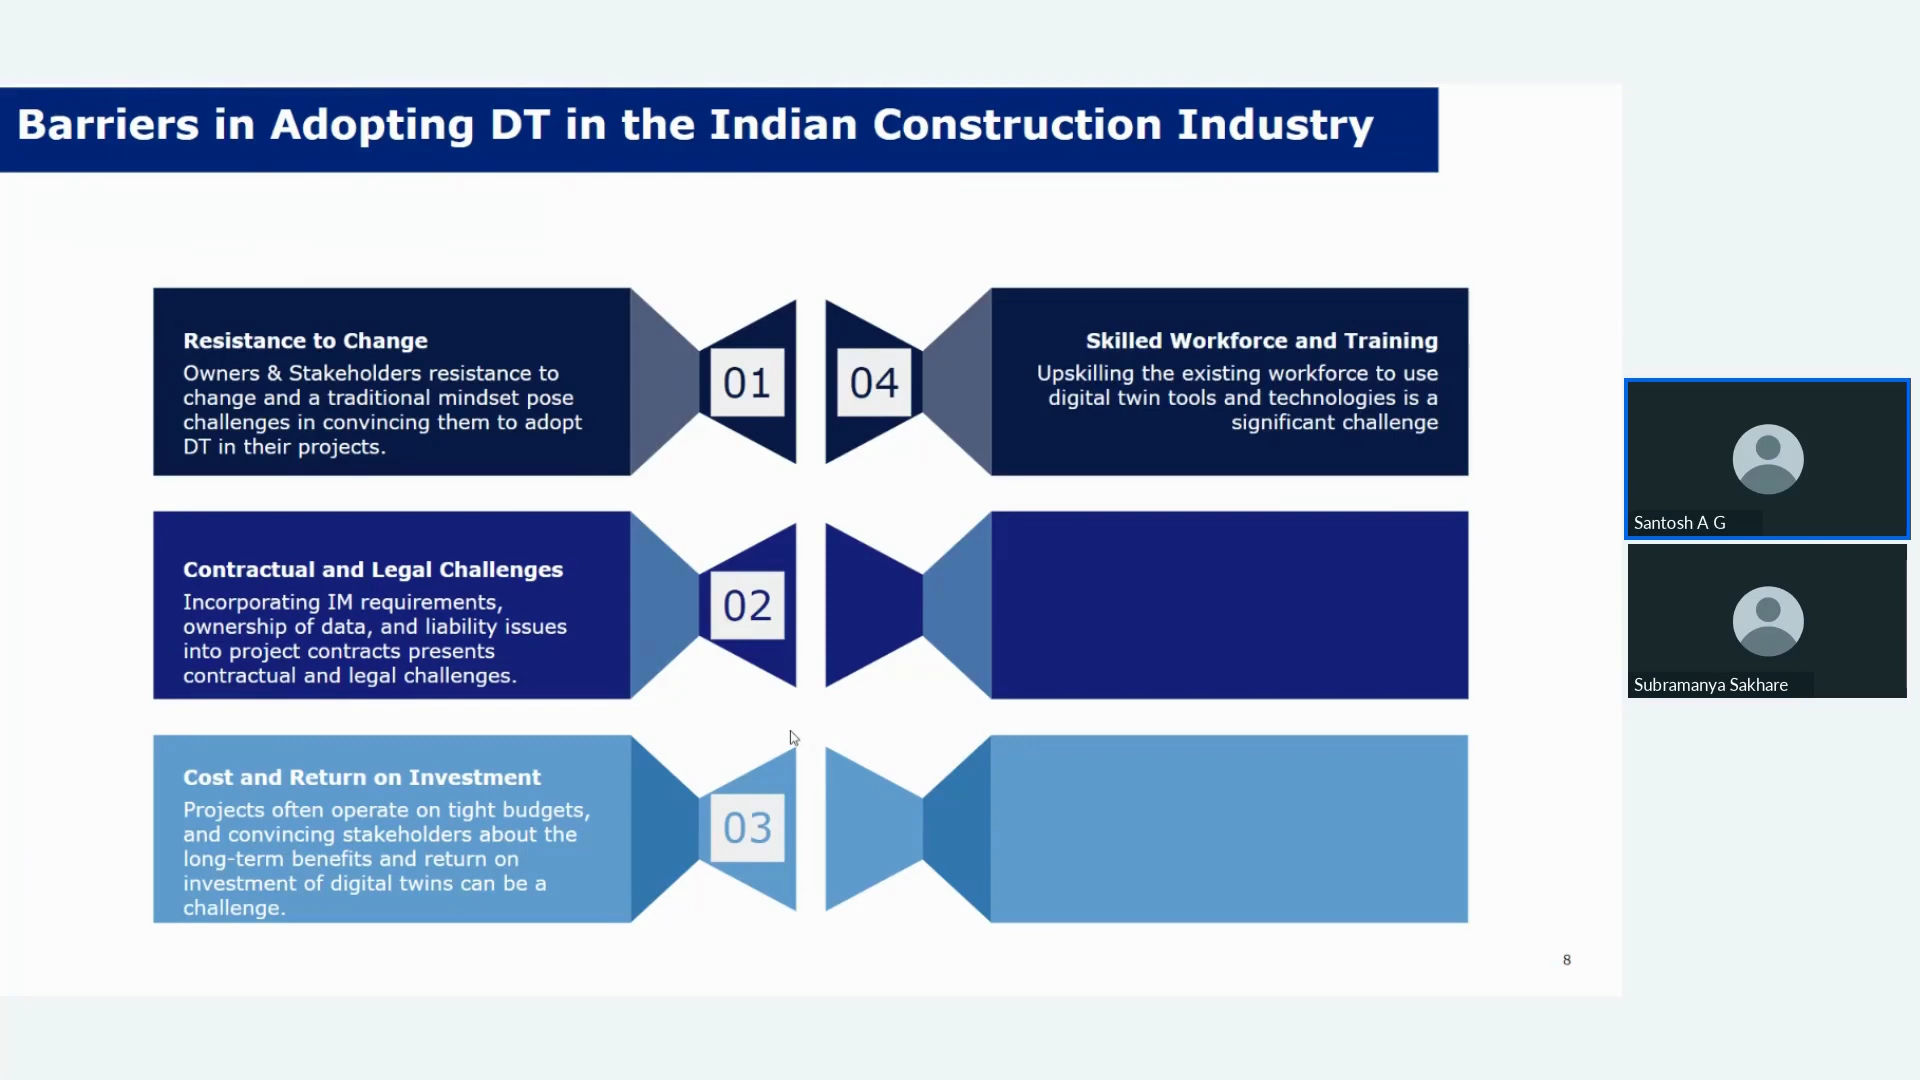 Barriers in Adopting DT in the Indian Construction Industry
Resistance to Change
Owners & Stakeholders resistance to
change and a traditional mindset pose
challenges in convincing them to adopt
DT in their projects.
01
04
Skilled Workforce and Training
Upskilling the existing workforce to use
digital twin tools and technologies is a
significant challenge
Contractual and Legal Challenges
Incorporating IM requirements,
ownership of data, and liability issues
into project contracts presents
contractual and legal challenges.
02
Cost and Return on Investment
Projects often operate on tight budgets,
and convincing stakeholders about the
long-term benefits and return on
investment of digital twins can be a
challenge.
03
8
Santosh A G
Subramanya Sakhare